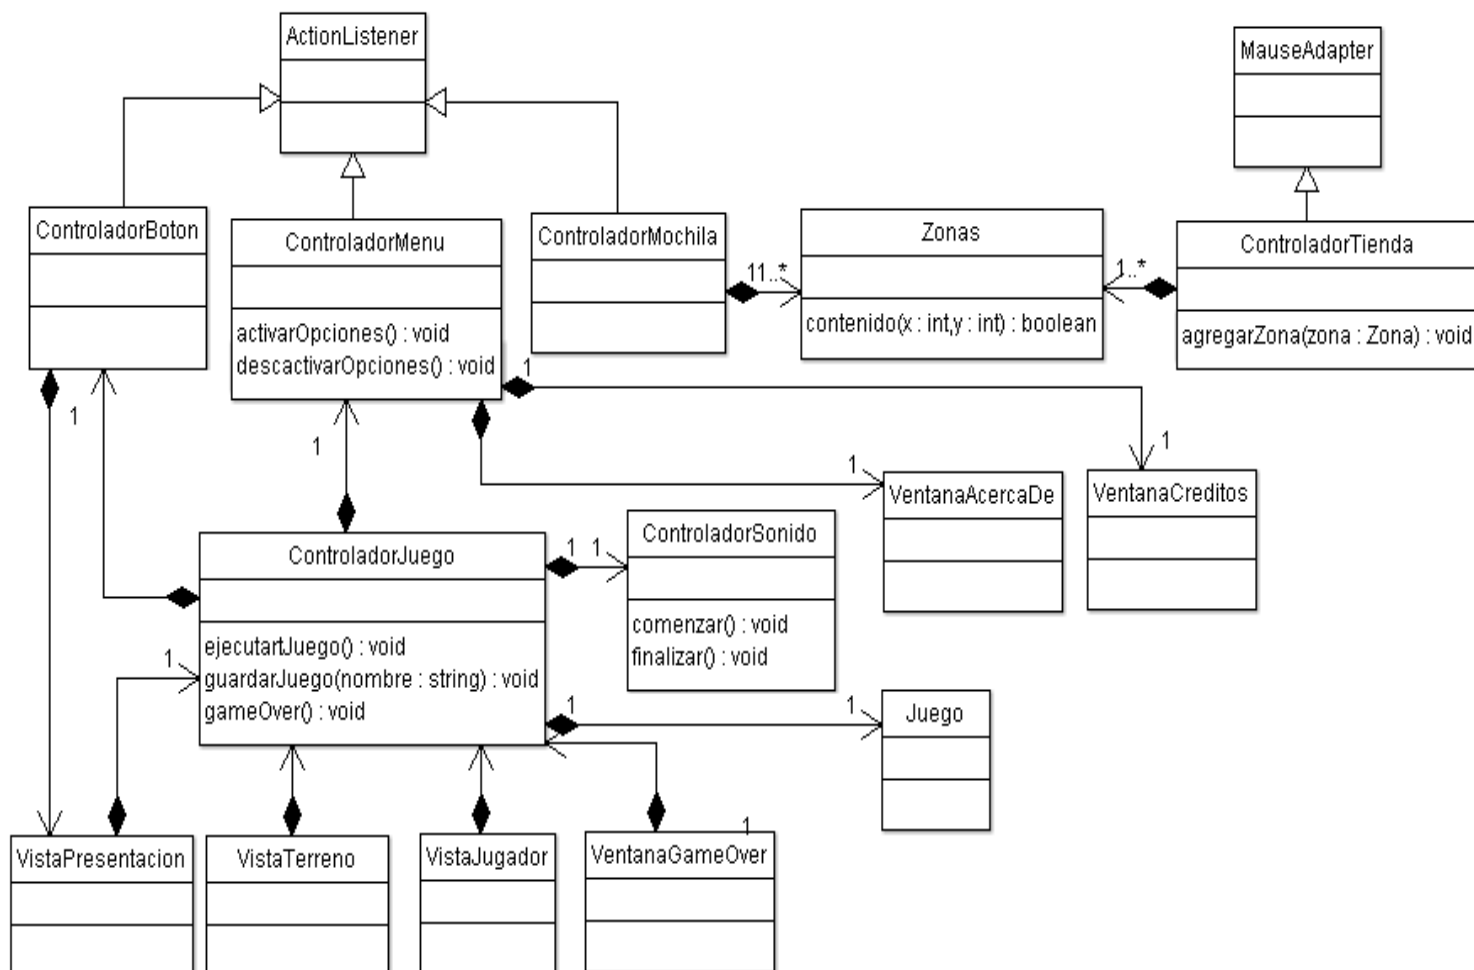 ActionListener
MauseAdapter
ControladorBoton
ControladorMenu
activarOpciones() : void
descactivarOpciones() : void
ControladorMochila
Zonas
contenido(x : int,y : int) : boolean
ControladorTienda
agregarZona(zona : Zona) : void
11..*
1..*
1
1
1
1
1
VentanaAcercaDe
VentanaCreditos
ControladorJuego
ejecutartJuego() : void
guardarJuego(nombre : string) : void
gameOver() : void
1
1
ControladorSonido
comenzar() : void
finalizar() : void
1
1
1
Juego
VistaPresentacion
VistaTerreno
VistaJugador
1
VentanaGameOver